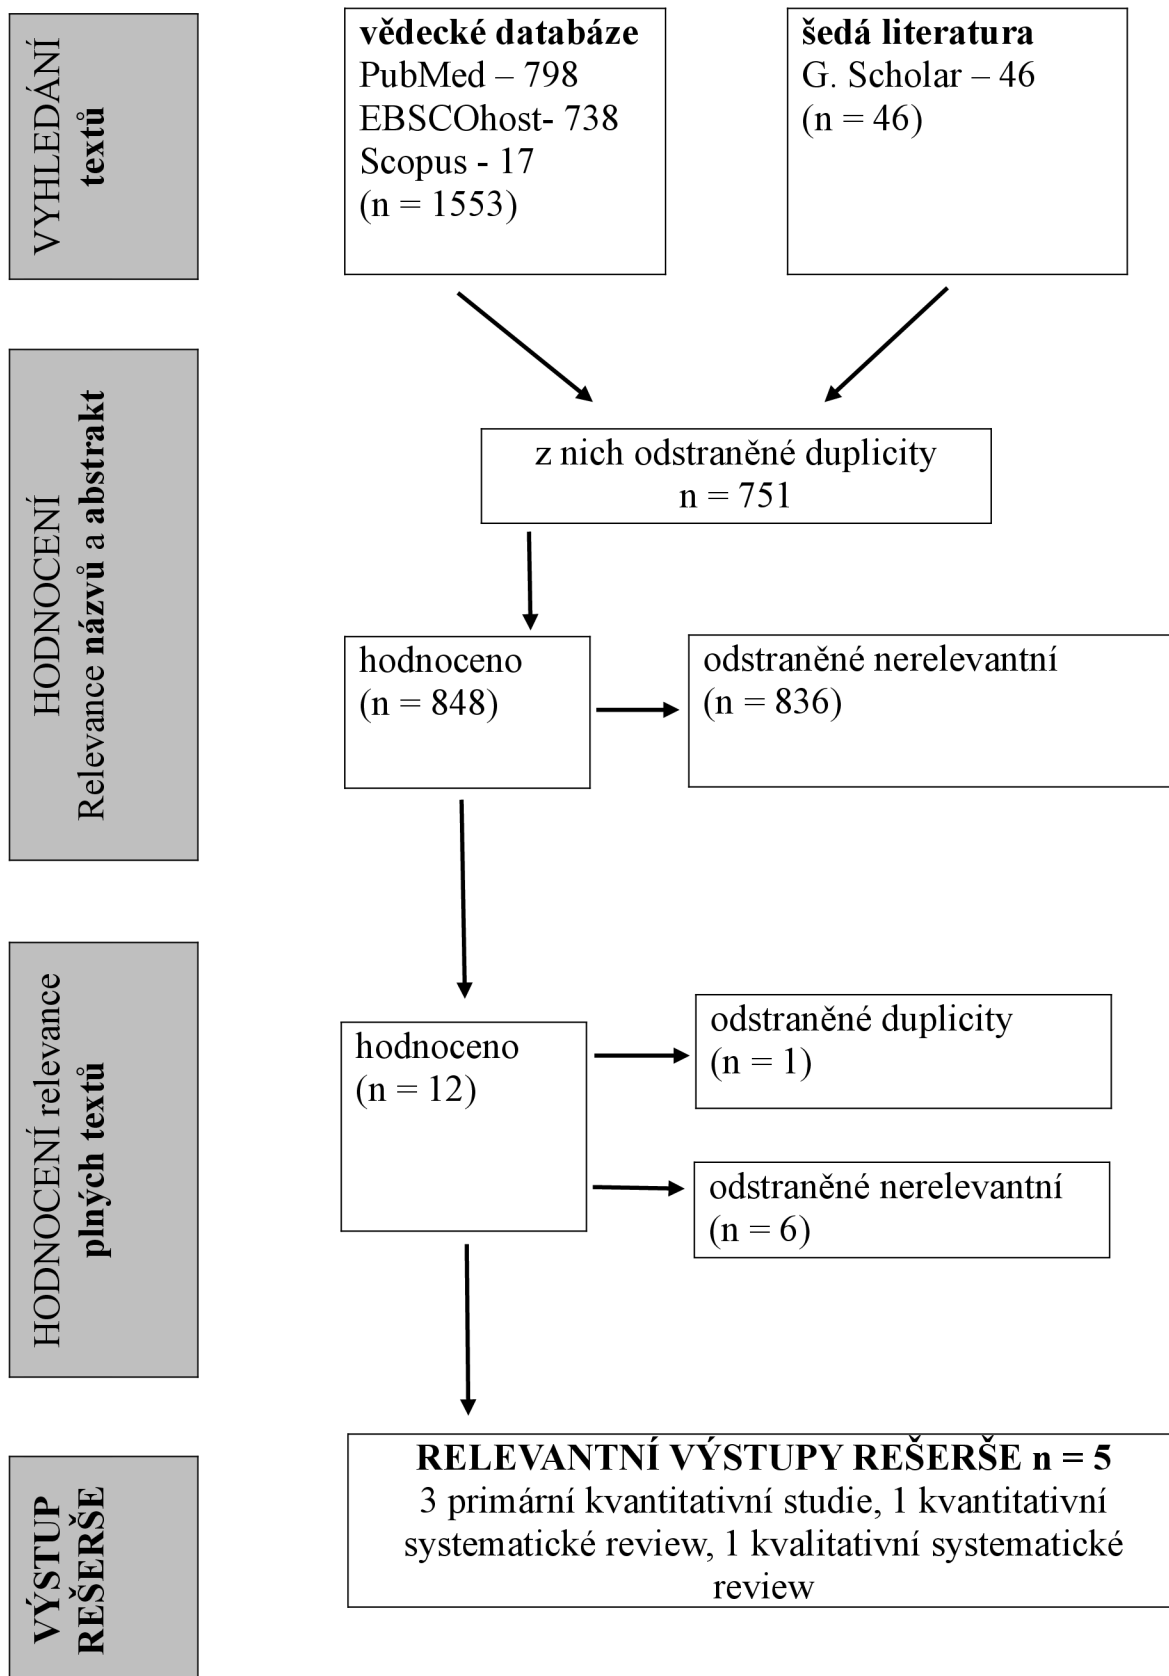 VYHLEDÁNÍ
textů
vědecké databáze
PubMed – 798
EBSCOhost- 738
Scopus - 17
(n = 1553)
šedá literatura
G. Scholar – 46
(n = 46)
HODNOCENÍ
Relevance názvů a abstrakt
z nich odstraněné duplicity
n = 751
hodnoceno
(n = 848)
odstraněné nerelevantní
(n = 836)
HODNOCENÍ relevance
plných textů
hodnoceno
(n = 12)
odstraněné duplicity
(n = 1)
odstraněné nerelevantní
(n = 6)
VÝSTUP
REŠERŠE
RELEVANTNÍ VÝSTUPY REŠERŠE n = 5
3 primární kvantitativní studie, 1 kvantitativní
systematické review, 1 kvalitativní systematické
review